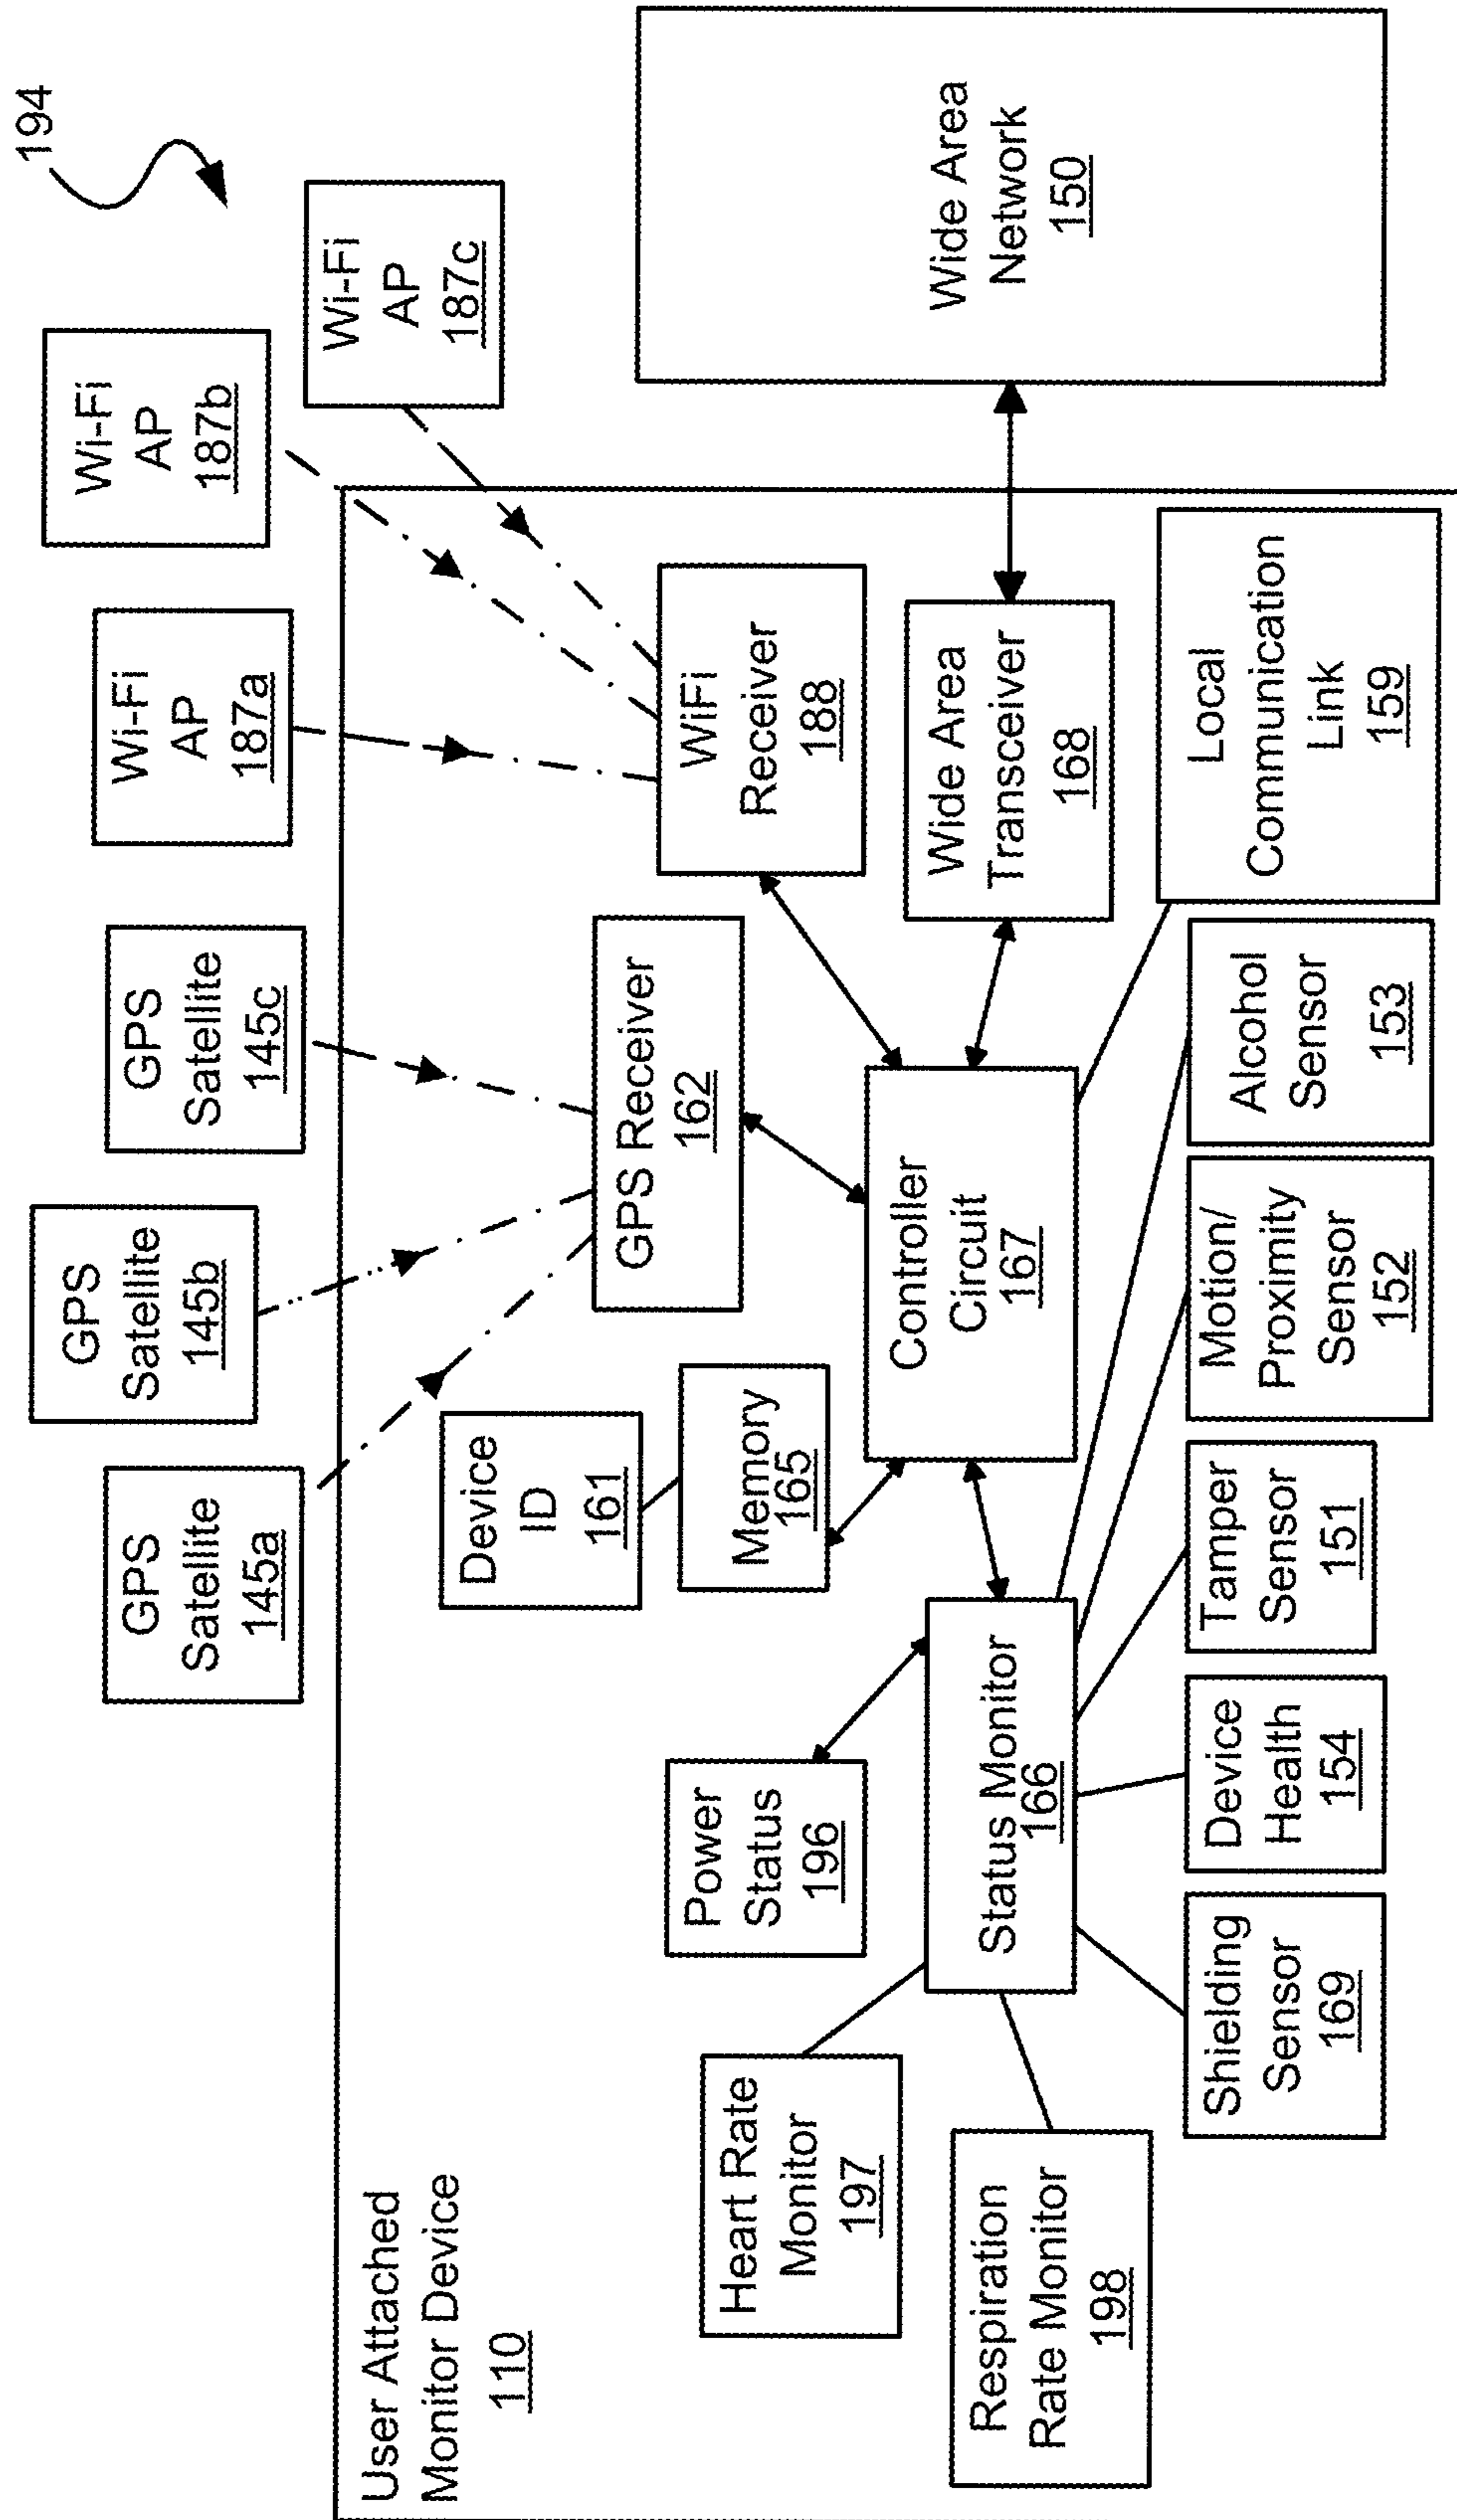 194
GPS
Satellite
145a
GPS
Satellite
145b
GPS
Satellite
145c
Wi-Fi
AP
187a
Wi-Fi
AP
187b
Wi-Fi
AP
187c
User Attached
Monitor Device
110
Device
ID
161
Memory
165
GPS Receiver
162
WiFi
Receiver
188
Wide Area
Network
150
Power
Status
196
Heart Rate
Monitor
197
Controller
Circuit
167
Wide Area
Transceiver
168
Status Monitor
166
Respiration
Rate Monitor
198
Shielding
Sensor
169
Device
Health
154
Tamper
Sensor
151
Motion/
Proximity
Sensor
152
Alcohol
Sensor
153
Local
Communication
Link
159